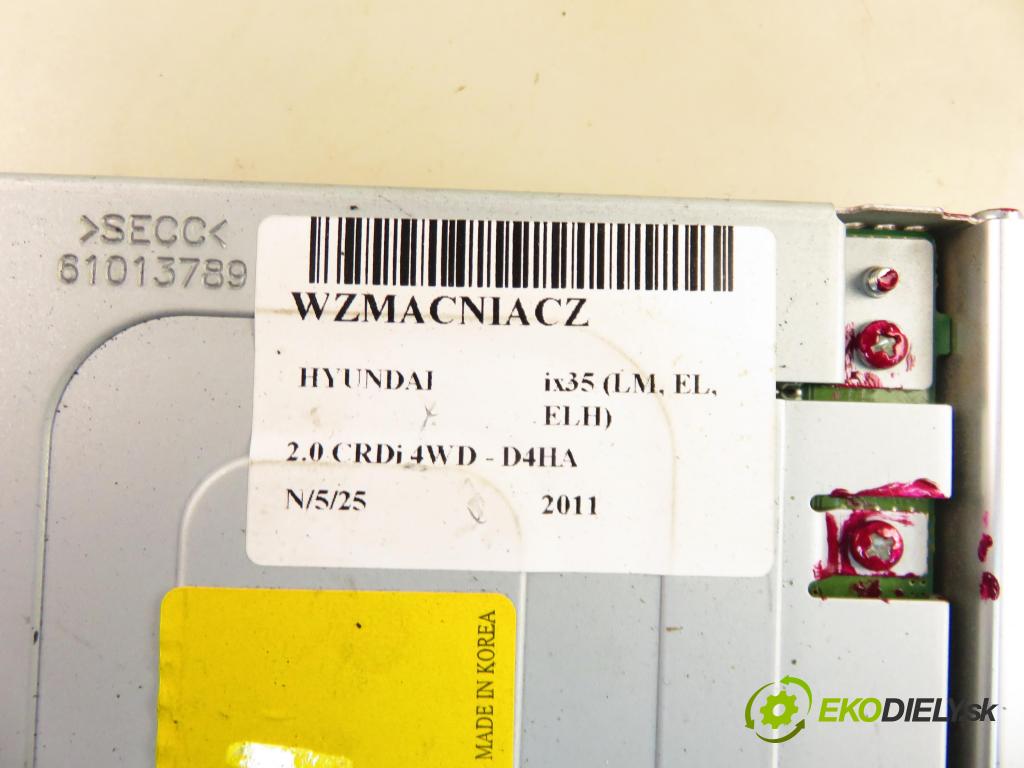 >SECC<
61013789
WZMACNIACZ
HYUNDAI ix35 (LM, EL,
ELH)
2.0 CRDi 4WD - D4HA
N/5/25 2011
MADE IN KOREA
EKODIELY.sk